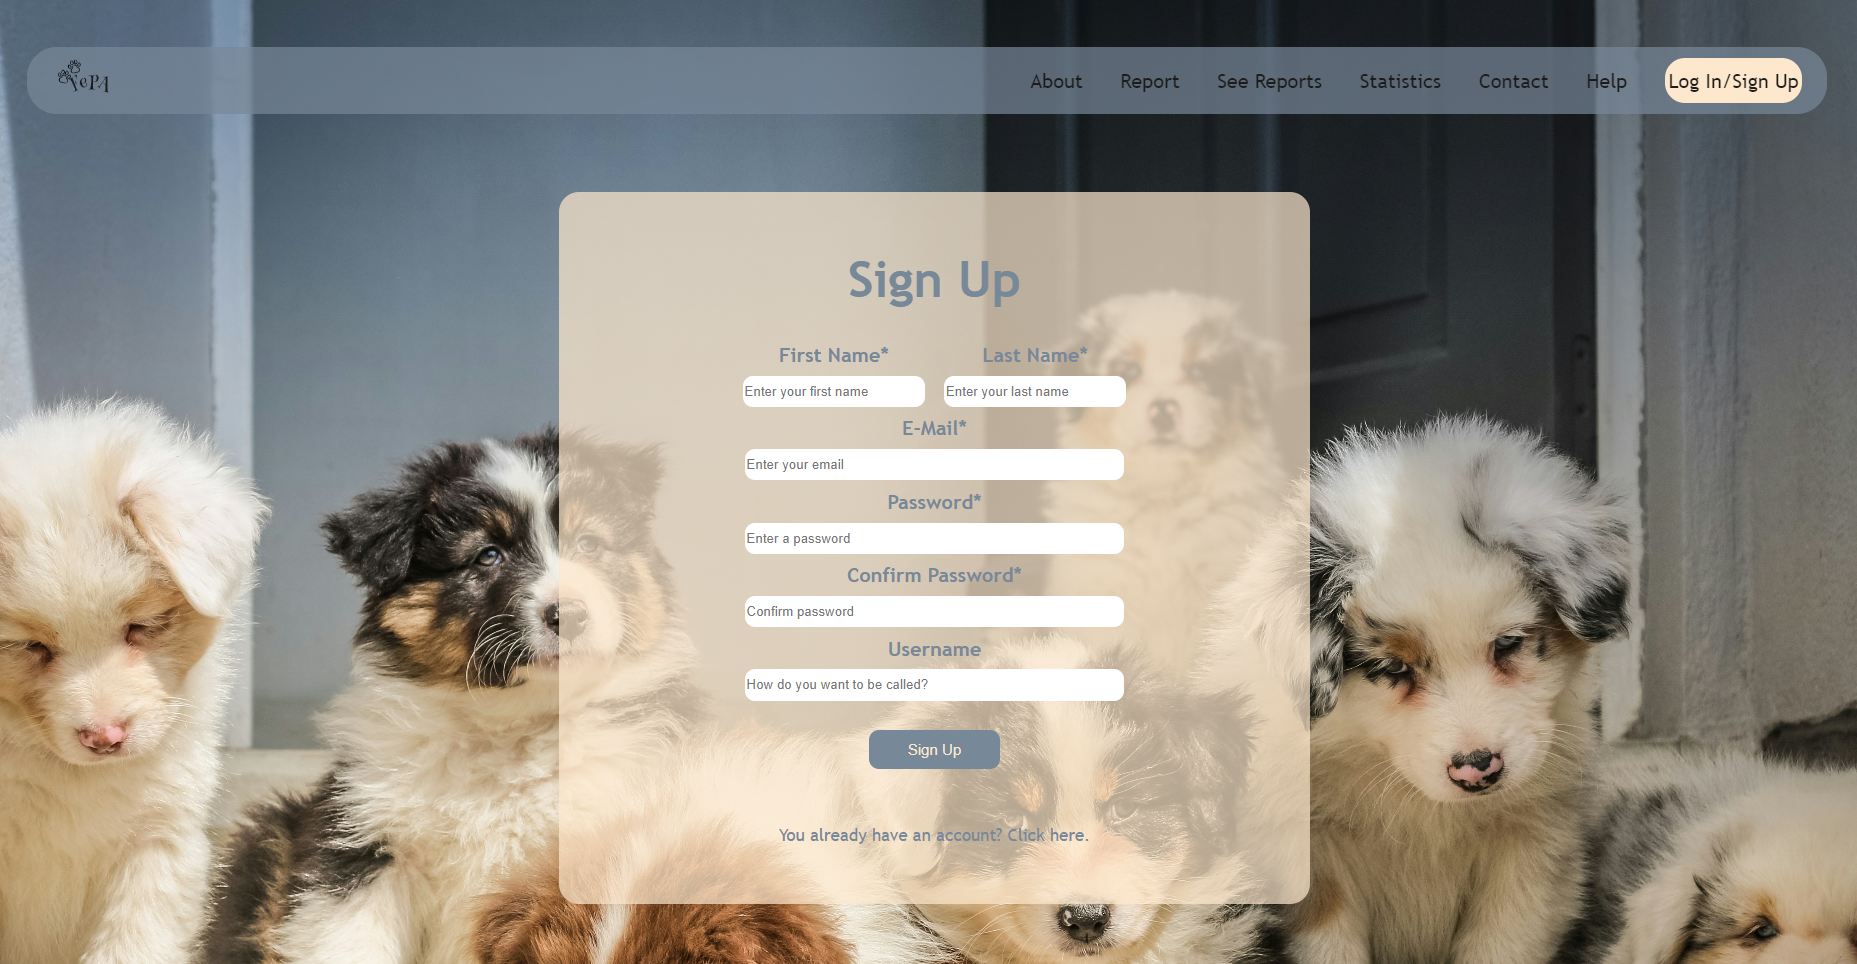 VePA
About
Report
See Reports
Statistics
Contact
Help
Log In/Sign Up
Sign Up
First Name*
Last Name*
Enter your first name
Enter your last name
E-Mail*
Enter your email
Password*
Enter a password
Confirm Password*
Confirm password
Username
How do you want to be called?
Sign Up
You already have an account? Click here.